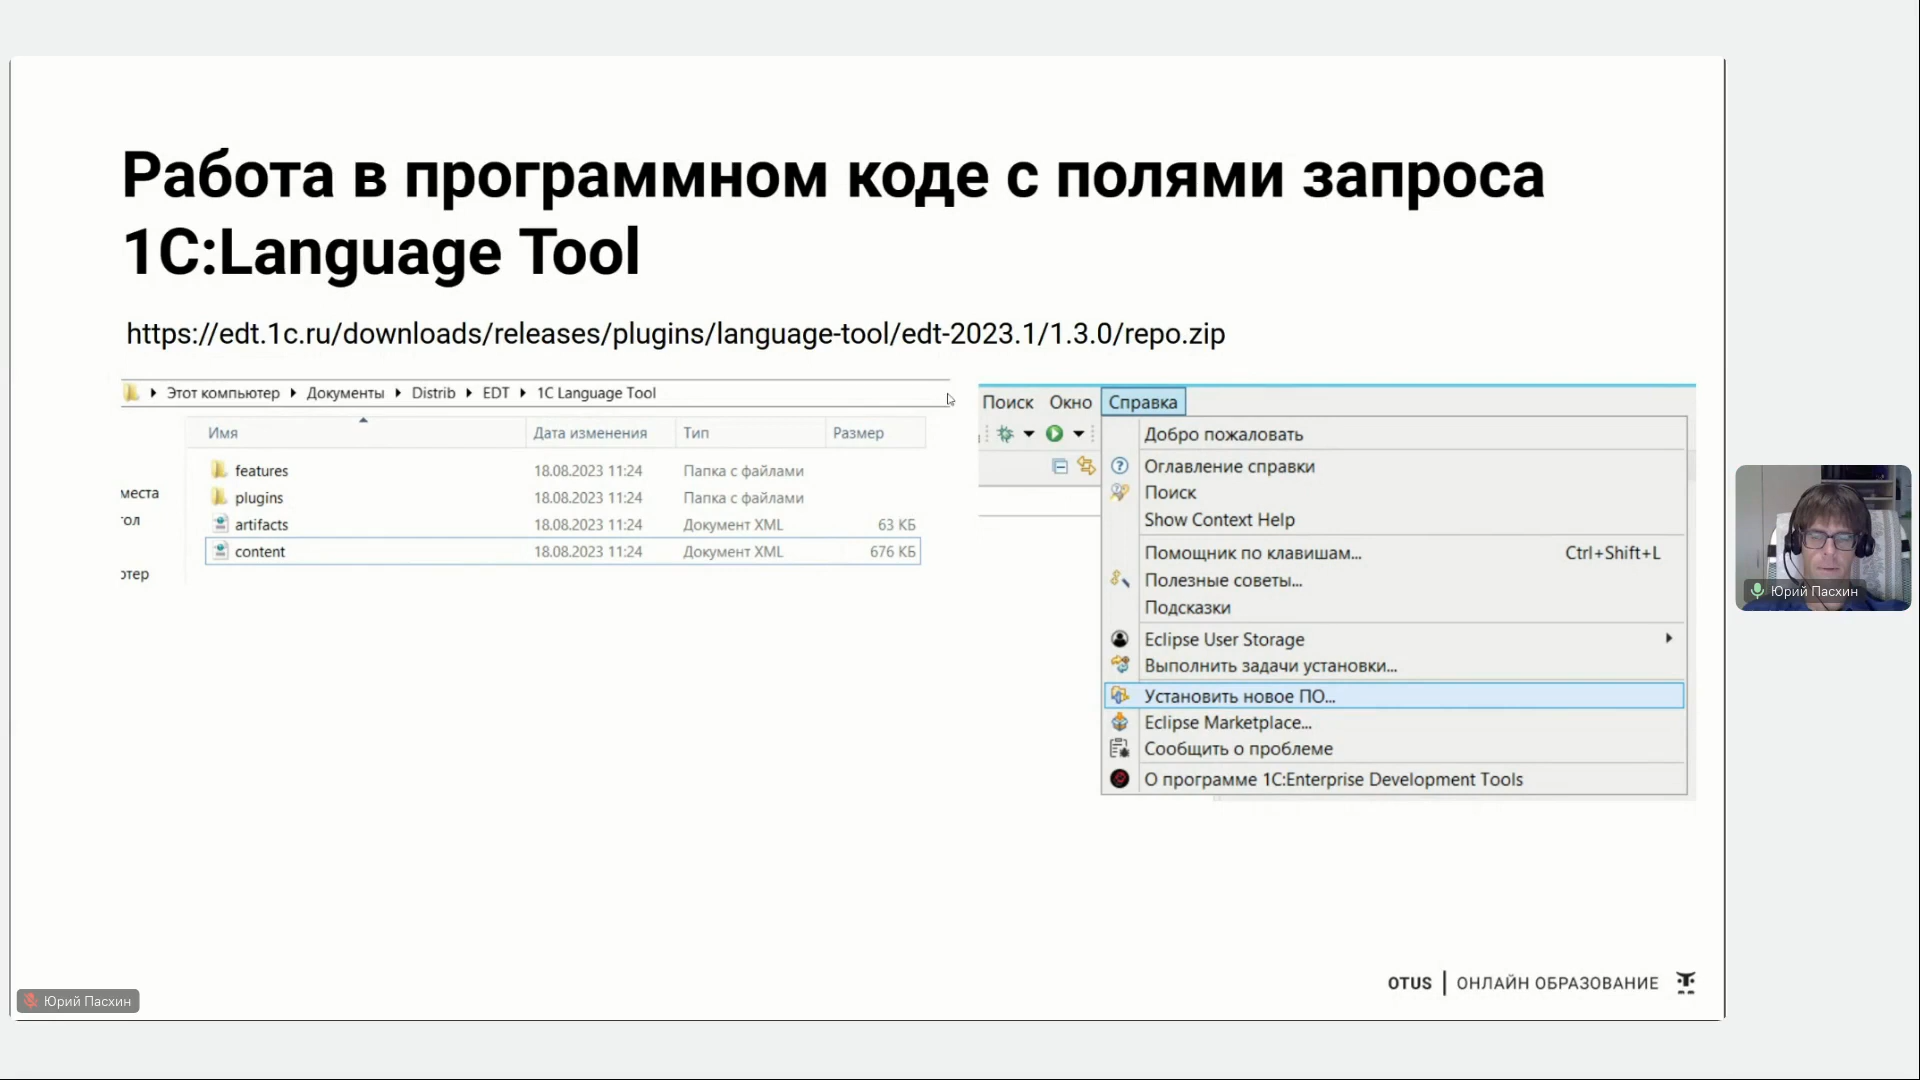 Работа в программном коде с полями запроса
1C:Language Tool
https://edt.1c.ru/downloads/releases/plugins/language-tool/edt-2023.1/1.3.0/repo.zip
Этот компьютер Документы Distrib EDT 1C Language Tool
Имя Дата изменения Тип Размер
features 18.08.2023 11:24 Папка с файлами
plugins 18.08.2023 11:24 Папка с файлами
artifacts 18.08.2023 11:24 Документ XML 63 КБ
content 18.08.2023 11:24 Документ XML 676 КБ
места
гол
ютер
Поиск Окно Справка
Добро пожаловать
Оглавление справки
Поиск
Show Context Help
Помощник по клавишам... Ctrl+Shift+L
Полезные советы...
Подсказки
Eclipse User Storage
Выполнить задачи установки...
Установить новое ПО...
Eclipse Marketplace...
Сообщить о проблеме
О программе 1C:Enterprise Development Tools
Юрий Пасхин
OTUS | ОНЛАЙН ОБРАЗОВАНИЕ
Юрий Пасхин